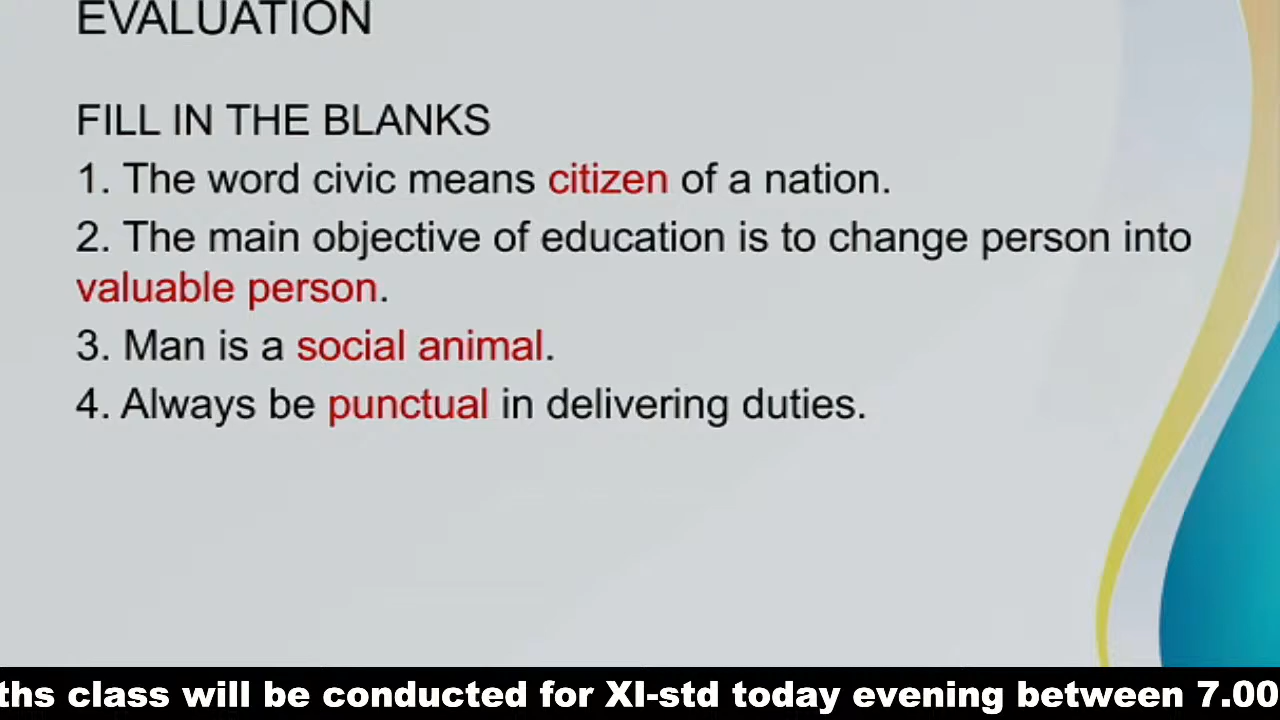 EVALUATION
FILL IN THE BLANKS
1. The word civic means citizen of a nation.
2. The main objective of education is to change person into
valuable person.
3. Man is a social animal.
4. Always be punctual in delivering duties.
ths class will be conducted for XI-std today evening between 7.00